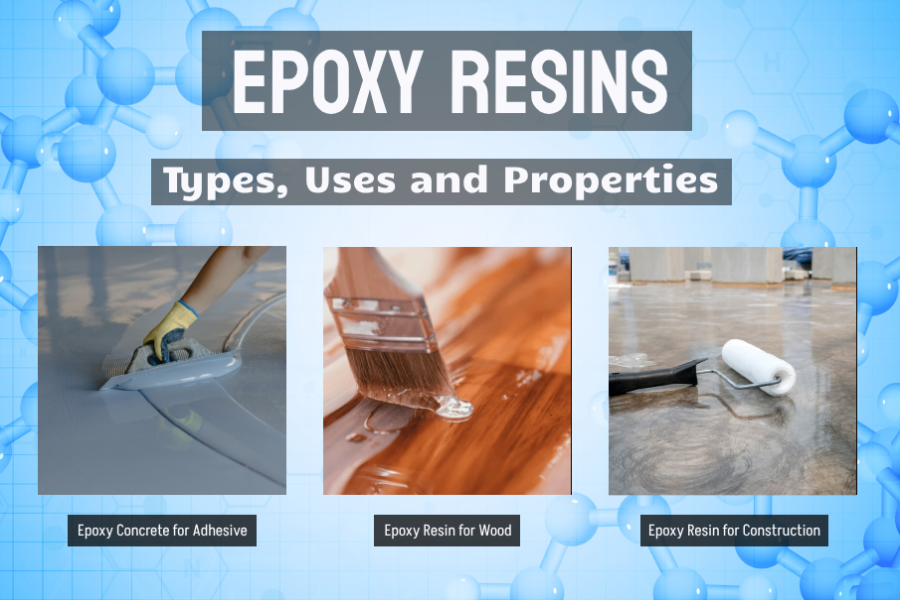 EPOXY RESINS
Types, Uses and Properties
Epoxy Concrete for Adhesive
Epoxy Resin for Wood
Epoxy Resin for Construction